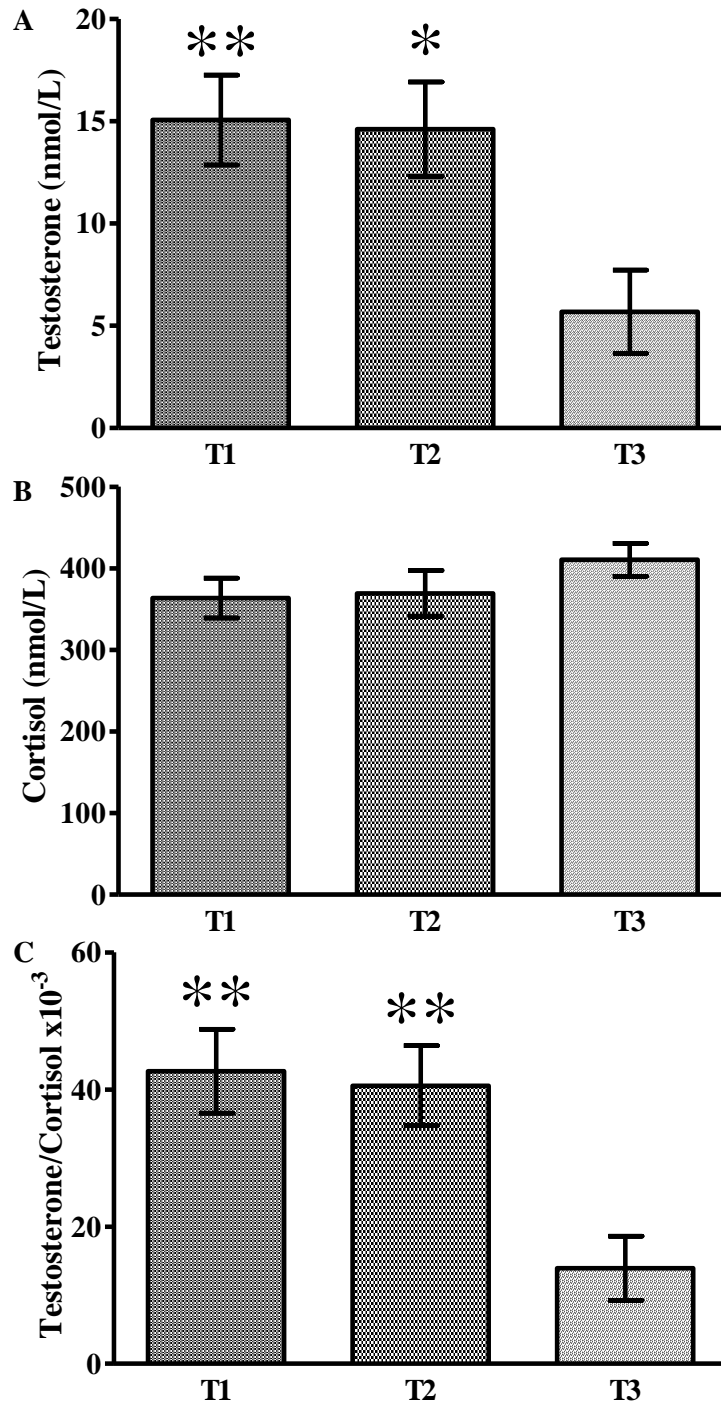 A
Testosterone (nmol/L)
20
15
10
5
0
** *
T1 T2 T3
B
Cortisol (nmol/L)
500
400
300
200
100
0
T1 T2 T3
C
Testosterone/Cortisol x10⁻³
60
40
20
0
** **
T1 T2 T3